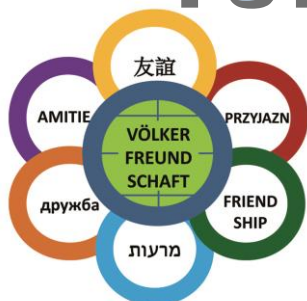 友誼
AMITIE
PRZYJAZN
VÖLKER
FREUND
SCHAFT
дружба
FRIEND
SHIP
מרעות